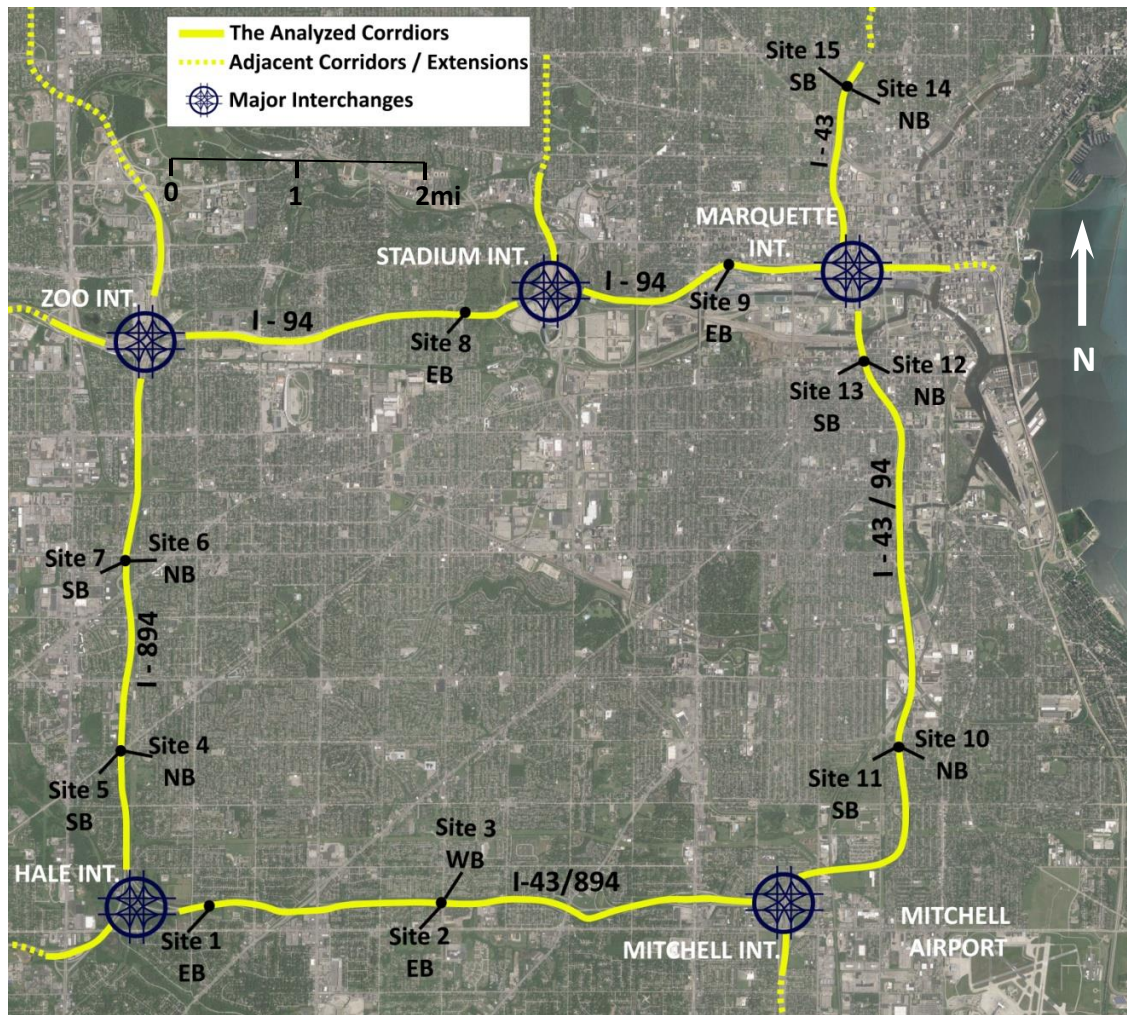 The Analyzed Corrdiors
Adjacent Corridors / Extensions
Major Interchanges
0 1 2mi
Site 15
SB
Site 14
NB
I - 43
MARQUETTE
INT.
STADIUM INT.
I - 94
Site 9
EB
ZOO INT.
I - 94
Site 8
EB
N
Site 12
NB
Site 13
SB
I - 43 / 94
Site 7
SB
Site 6
NB
I - 894
Site 4
NB
Site 5
SB
Site 10
NB
Site 11
SB
HALE INT.
Site 1
EB
Site 3
WB
Site 2
EB
I-43/894
MITCHELL INT.
MITCHELL
AIRPORT